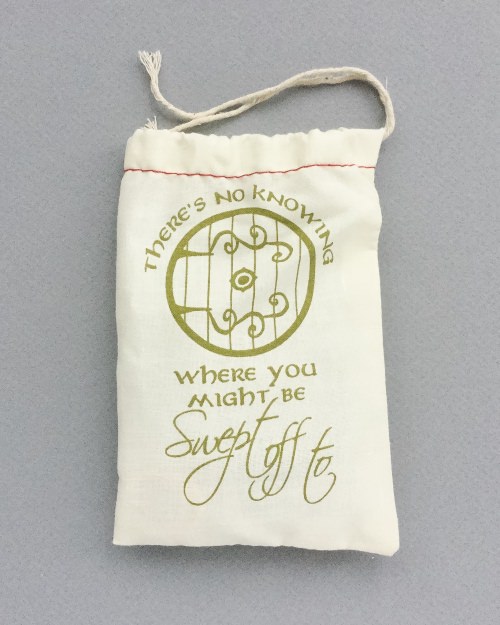 THERE'S NO KNOWING
WHERE YOU
MIGHT BE
Swept off to